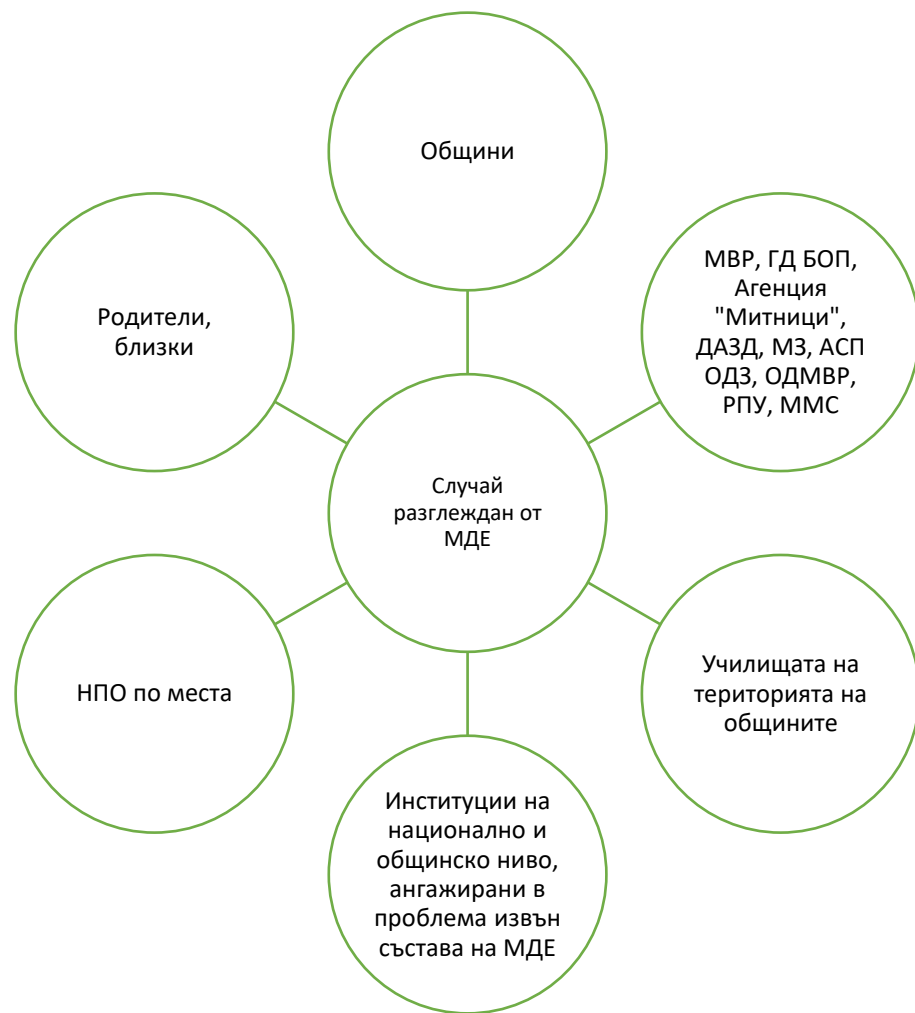 Общини
МВР, ГД БОП,
Агенция
"Митници",
ДАЗД, МЗ, АСП
ОДЗ, ОДМВР,
РПУ, ММС
Родители,
близки
Случай
разглеждан от
МДЕ
НПО по места
Училищата на
територията на
общините
Институции на
национално и
общинско ниво,
ангажирани в
проблема извън
състава на МДЕ